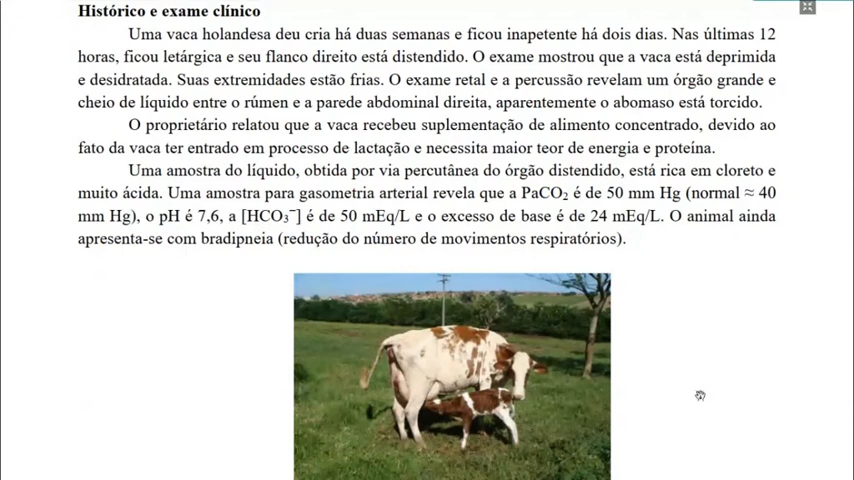 Histórico e exame clínico
Uma vaca holandesa deu cria há duas semanas e ficou inapetente há dois dias. Nas últimas 12
horas, ficou letárgica e seu flanco direito está distendido. O exame mostrou que a vaca está deprimida
e desidratada. Suas extremidades estão frias. O exame retal e a percussão revelam um órgão grande e
cheio de líquido entre o rúmen e a parede abdominal direita, aparentemente o abomaso está torcido.
O proprietário relatou que a vaca recebeu suplementação de alimento concentrado, devido ao
fato da vaca ter entrado em processo de lactação e necessita maior teor de energia e proteína.
Uma amostra do líquido, obtida por via percutânea do órgão distendido, está rica em cloreto e
muito ácida. Uma amostra para gasometria arterial revela que a PaCO₂ é de 50 mm Hg (normal ≈ 40
mm Hg), o pH é 7,6, a [HCO₃⁻] é de 50 mEq/L e o excesso de base é de 24 mEq/L. O animal ainda
apresenta-se com bradipneia (redução do número de movimentos respiratórios).